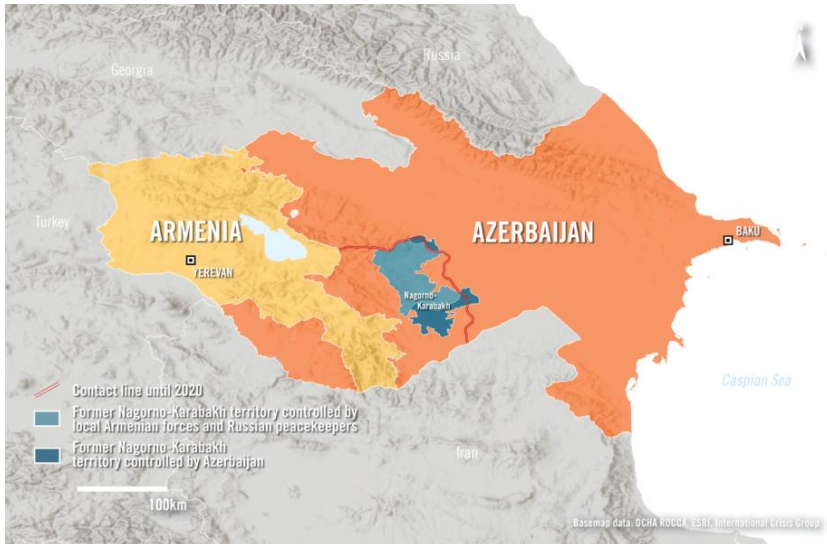 Russia
Georgia
Turkey
ARMENIA
YEREVAN
AZERBAIJAN
BAKU
Nagorno-
Karabakh
Caspian Sea
Iran
Contact line until 2020
Former Nagorno-Karabakh territory controlled by
local Armenian forces and Russian peacekeepers
Former Nagorno-Karabakh
territory controlled by Azerbaijan
100km
Basemap data: OCHA ROCCA, ESRI, International Crisis Group